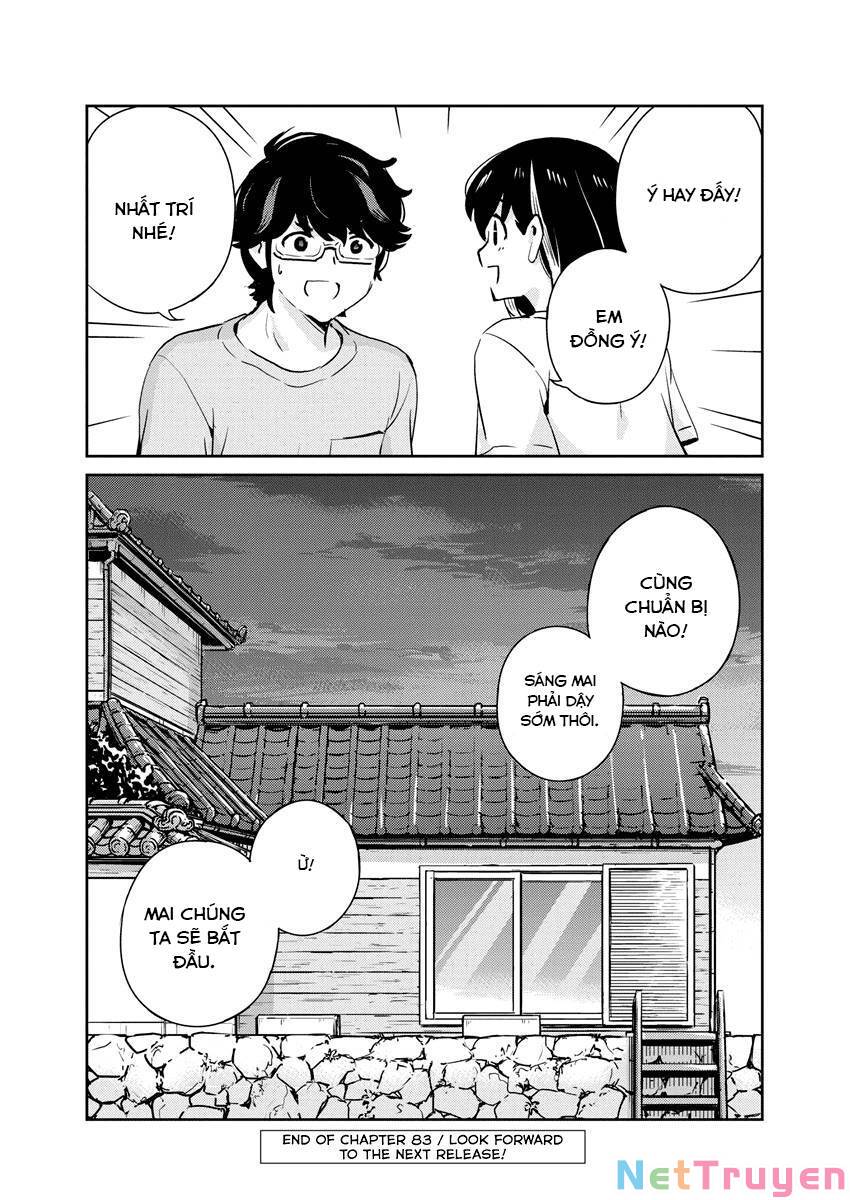 Ý HAY ĐẤY!
EM
ĐỒNG Ý!
NHẤT TRÍ
NHÉ!
CÙNG
CHUẨN BỊ
NÀO!
SÁNG MAI
PHẢI DẬY
SỚM THÔI.
Ừ!
MAI CHÚNG
TA SẼ BẮT
ĐẦU.
END OF CHAPTER 83 / LOOK FORWARD
TO THE NEXT RELEASE!
NetTruyen